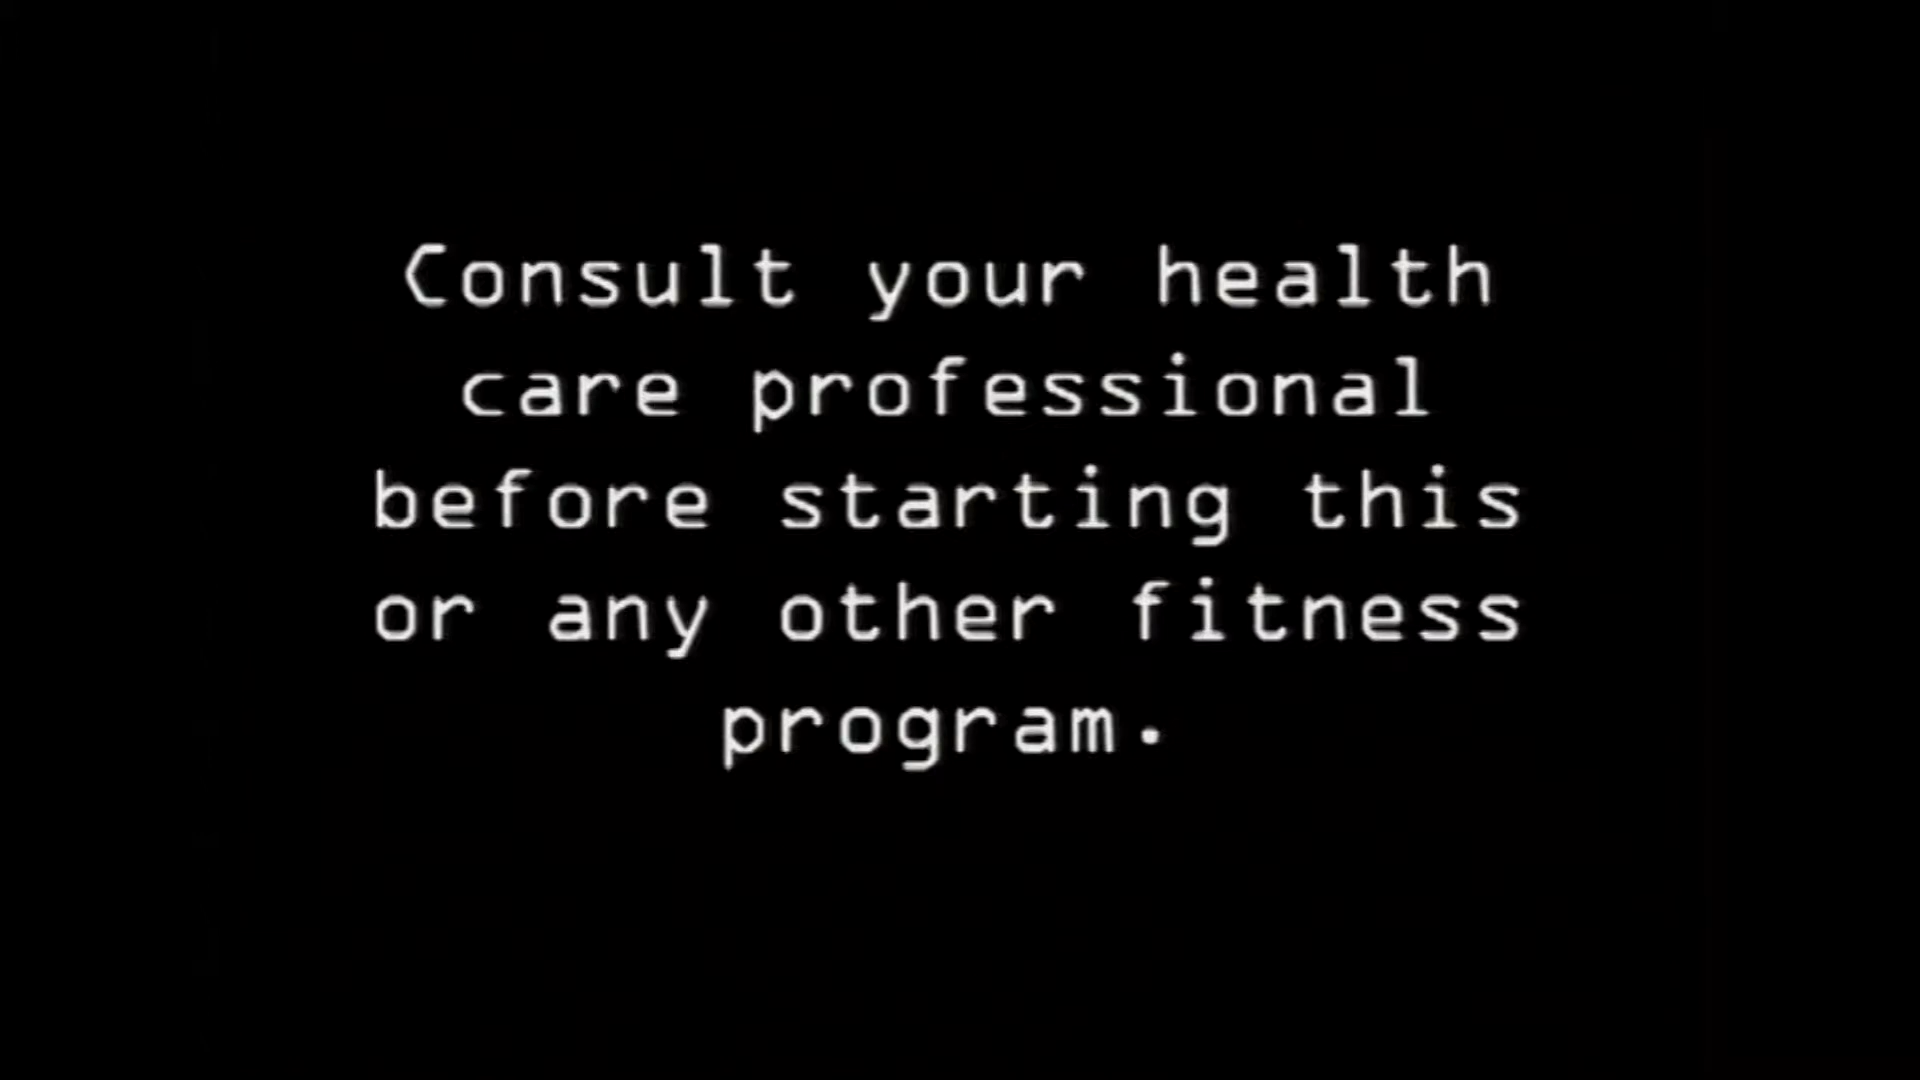 Consult your health
care professional
before starting this
or any other fitness
program.